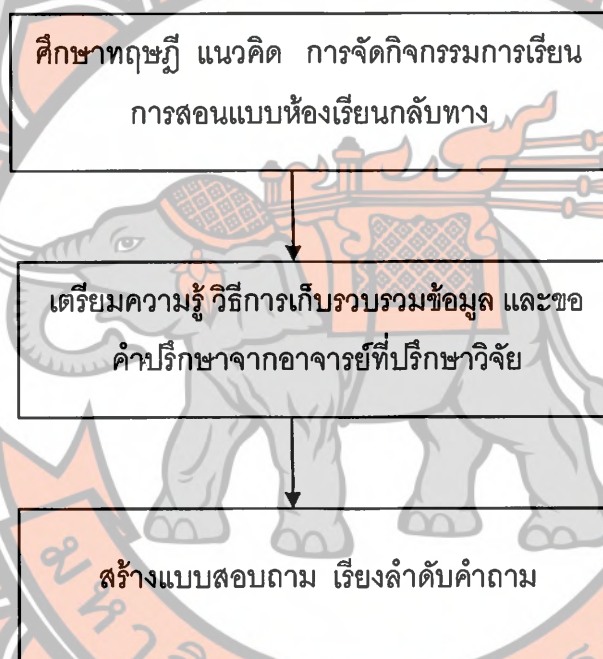 ศึกษาทฤษฎี แนวคิด การจัดกิจกรรมการเรียน
การสอนแบบห้องเรียนกลับทาง
เตรียมความรู้ วิธีการเก็บรวบรวมข้อมูล และขอ
คำปรึกษาจากอาจารย์ที่ปรึกษาวิจัย
สร้างแบบสอบถาม เรียงลำดับคำถาม